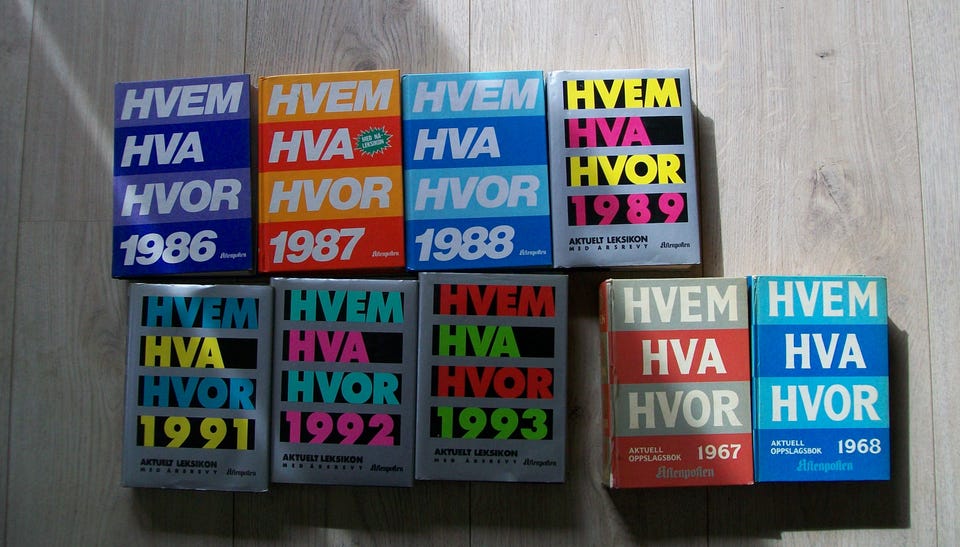 HVEM
HVA
HVOR
1986
Aftenposten
HVEM
HVA
MED NÅ-
LEKSIKON
HVOR
1987
Aftenposten
HVEM
HVA
HVOR
1988
Aftenposten
HVEM
HVA
HVOR
1989
AKTUELT LEKSIKON
MED ÅRSREVY Aftenposten
HVEM
HVA
HVOR
1991
AKTUELT LEKSIKON
MED ÅRSREVY Aftenposten
HVEM
HVA
HVOR
1992
AKTUELT LEKSIKON
MED ÅRSREVY Aftenposten
HVEM
HVA
HVOR
1993
AKTUELT LEKSIKON
MED ÅRSREVY Aftenposten
HVEM
HVA
HVOR
AKTUELL
OPPSLAGSBOK 1967
Aftenposten
HVEM
HVA
HVOR
AKTUELL
OPPSLAGSBOK 1968
Aftenposten